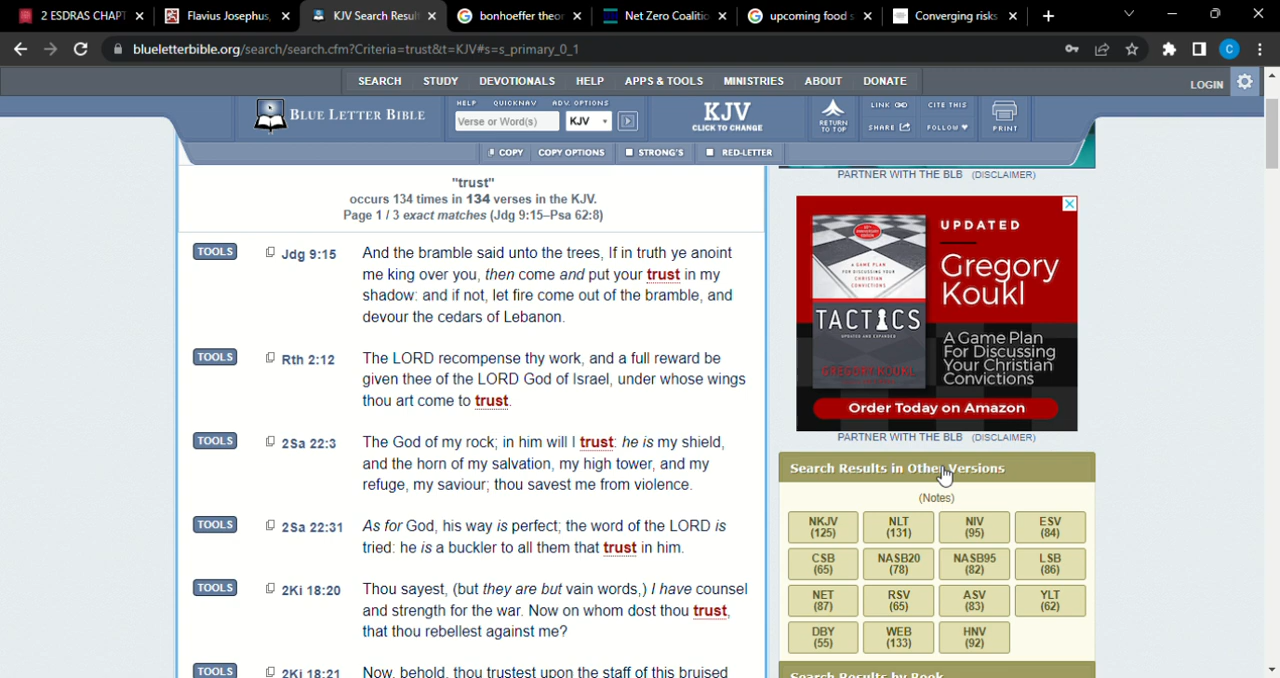 2 ESDRAS CHAPT
Flavius Josephus,
KJV Search Result
bonhoeffer theor
Net Zero Coalitio
upcoming food s
Converging risks
blueletterbible.org/search/search.cfm?Criteria=trust&t=KJV#s=s_primary_0_1
C
SEARCH STUDY DEVOTIONALS HELP APPS & TOOLS MINISTRIES ABOUT DONATE
LOGIN
BLUE LETTER BIBLE
HELP QUICKNAV ADV. OPTIONS
Verse or Word(s) KJV
KJV
CLICK TO CHANGE
RETURN
TO TOP
LINK CITE THIS
SHARE FOLLOW
PRINT
COPY COPY OPTIONS STRONG'S RED-LETTER
"trust"
occurs 134 times in 134 verses in the KJV.
Page 1 / 3 exact matches (Jdg 9:15–Psa 62:8)
TOOLS Jdg 9:15 And the bramble said unto the trees, If in truth ye anoint
me king over you, then come and put your trust in my
shadow: and if not, let fire come out of the bramble, and
devour the cedars of Lebanon.
TOOLS Rth 2:12 The LORD recompense thy work, and a full reward be
given thee of the LORD God of Israel, under whose wings
thou art come to trust.
TOOLS 2Sa 22:3 The God of my rock; in him will I trust: he is my shield,
and the horn of my salvation, my high tower, and my
refuge, my saviour; thou savest me from violence.
TOOLS 2Sa 22:31 As for God, his way is perfect; the word of the LORD is
tried: he is a buckler to all them that trust in him.
TOOLS 2Ki 18:20 Thou sayest, (but they are but vain words,) I have counsel
and strength for the war. Now on whom dost thou trust,
that thou rebellest against me?
TOOLS 2Ki 18:21 Now, behold, thou trustest upon the staff of this bruised
PARTNER WITH THE BLB (DISCLAIMER)
A GAME PLAN
FOR DISCUSSING YOUR
CHRISTIAN
CONVICTIONS
TACTICS
UPDATED AND EXPANDED
GREGORY KOUKL
UPDATED
Gregory
Koukl
A Game Plan
For Discussing
Your Christian
Convictions
Order Today on Amazon
PARTNER WITH THE BLB (DISCLAIMER)
Search Results in Other Versions
(Notes)
NKJV (125) NLT (131) NIV (95) ESV (84)
CSB (65) NASB20 (78) NASB95 (82) LSB (86)
NET (87) RSV (65) ASV (83) YLT (62)
DBY (55) WEB (133) HNV (92)
Search Results by Book